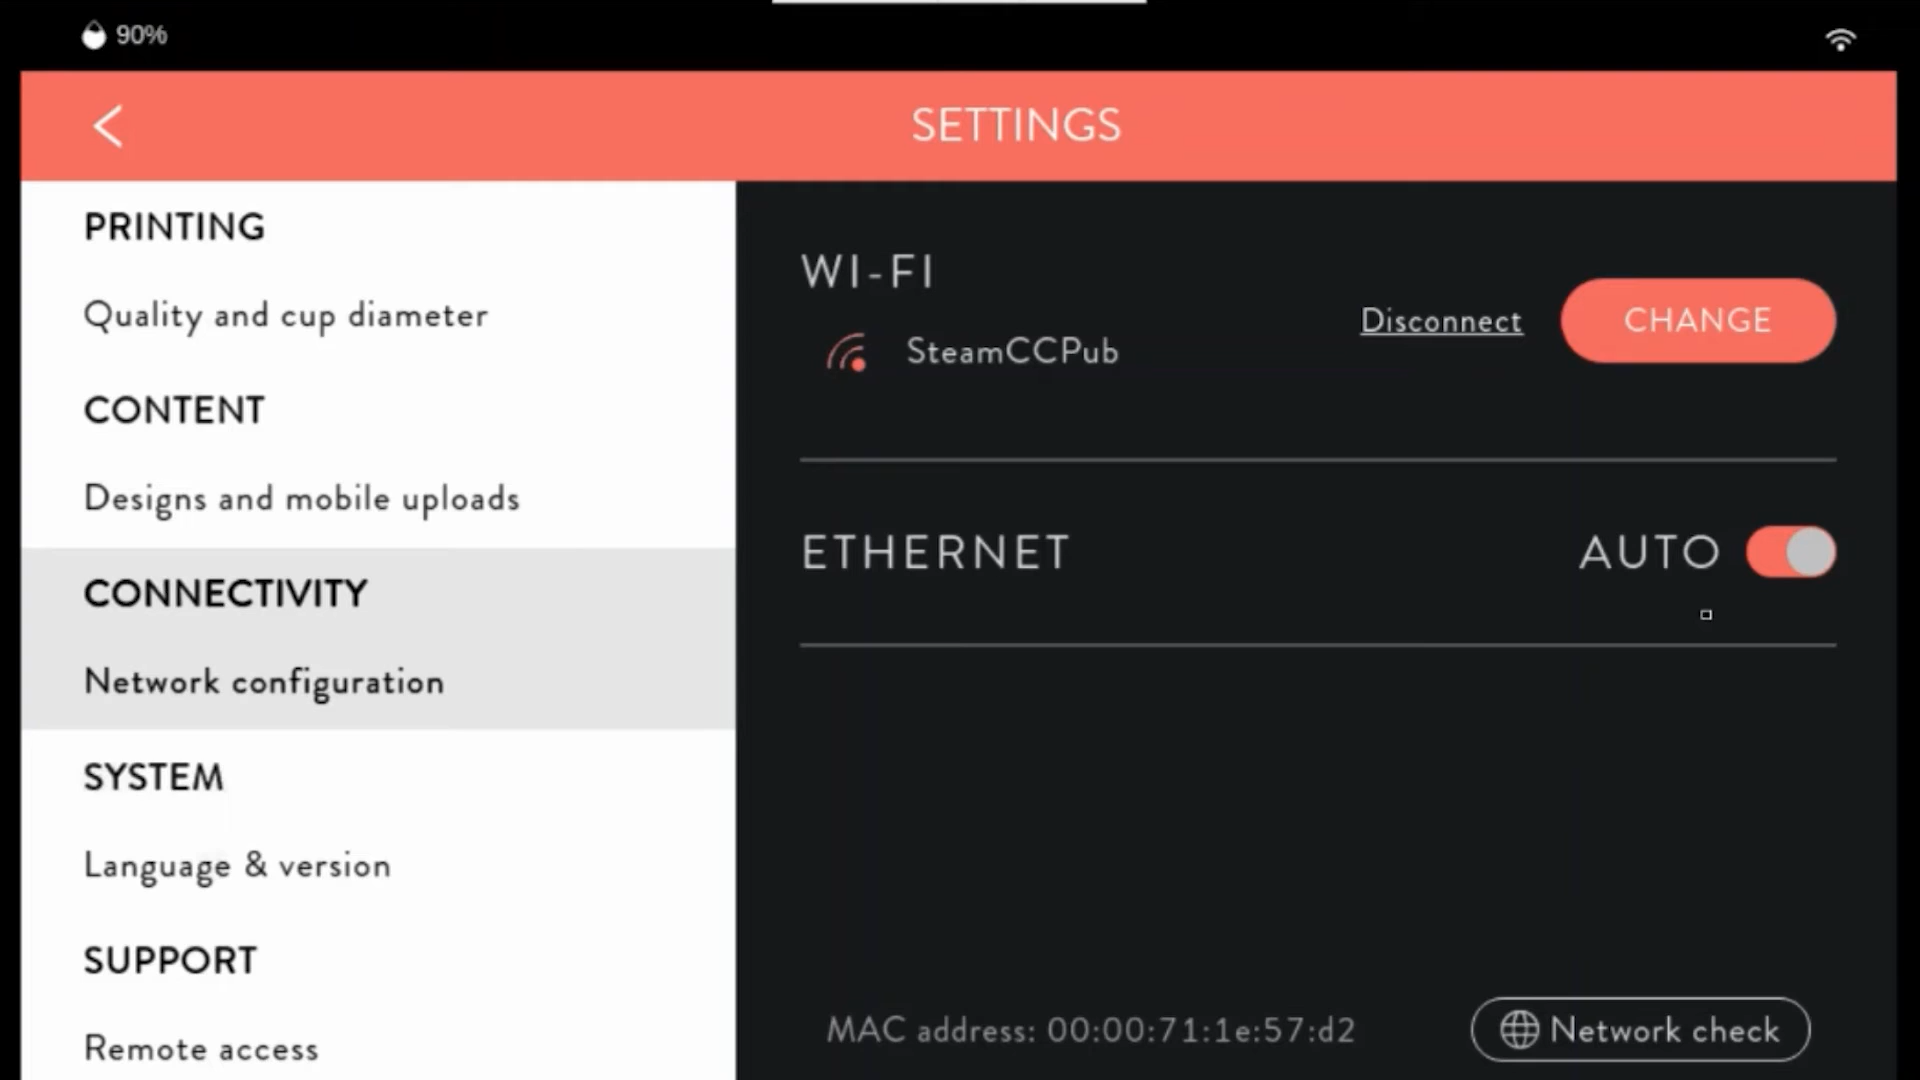 90%
SETTINGS
PRINTING
Quality and cup diameter
CONTENT
Designs and mobile uploads
CONNECTIVITY
Network configuration
SYSTEM
Language & version
SUPPORT
Remote access
WI-FI
SteamCCPub
Disconnect
CHANGE
ETHERNET
AUTO
MAC address: 00:00:71:1e:57:d2
Network check